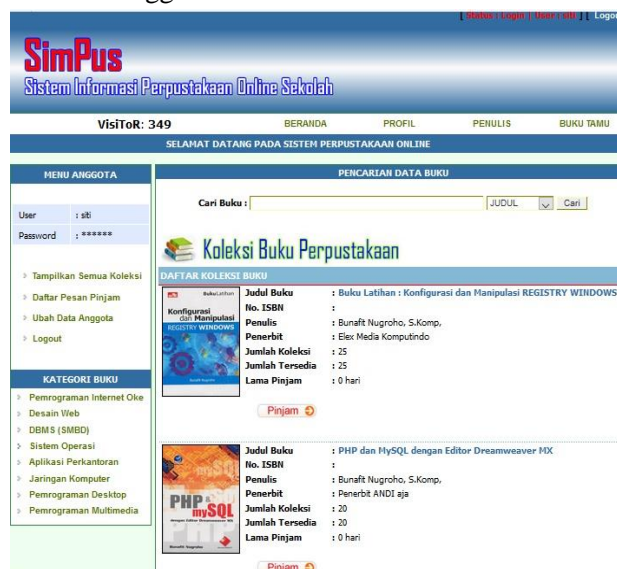 [ Status : Login | User : siti ] [ Logou
SimPus
Sistem Informasi Perpustakaan Online Sekolah
VisiToR: 349 BERANDA PROFIL PENULIS BUKU TAMU
SELAMAT DATANG PADA SISTEM PERPUSTAKAAN ONLINE
MENU ANGGOTA
User : siti
Password : ******
Tampilkan Semua Koleksi
Daftar Pesan Pinjam
Ubah Data Anggota
Logout
KATEGORI BUKU
Pemrograman Internet Oke
Desain Web
DBMS (SMBD)
Sistem Operasi
Aplikasi Perkantoran
Jaringan Komputer
Pemrograman Desktop
Pemrograman Multimedia
PENCARIAN DATA BUKU
Cari Buku : JUDUL Cari
Koleksi Buku Perpustakaan
DAFTAR KOLEKSI BUKU
BukuLatihan
Konfigurasi
dan Manipulasi
REGISTRY WINDOWS
Judul Buku : Buku Latihan : Konfigurasi dan Manipulasi REGISTRY WINDOWS
No. ISBN :
Penulis : Bunafit Nugroho, S.Komp,
Penerbit : Elex Media Komputindo
Jumlah Koleksi : 25
Jumlah Tersedia : 25
Lama Pinjam : 0 hari
Pinjam
PHP &
mySQL
dengan Editor Dreamweaver MX
Judul Buku : PHP dan MySQL dengan Editor Dreamweaver MX
No. ISBN :
Penulis : Bunafit Nugroho, S.Komp,
Penerbit : Penerbit ANDI aja
Jumlah Koleksi : 20
Jumlah Tersedia : 20
Lama Pinjam : 0 hari
Pinjam